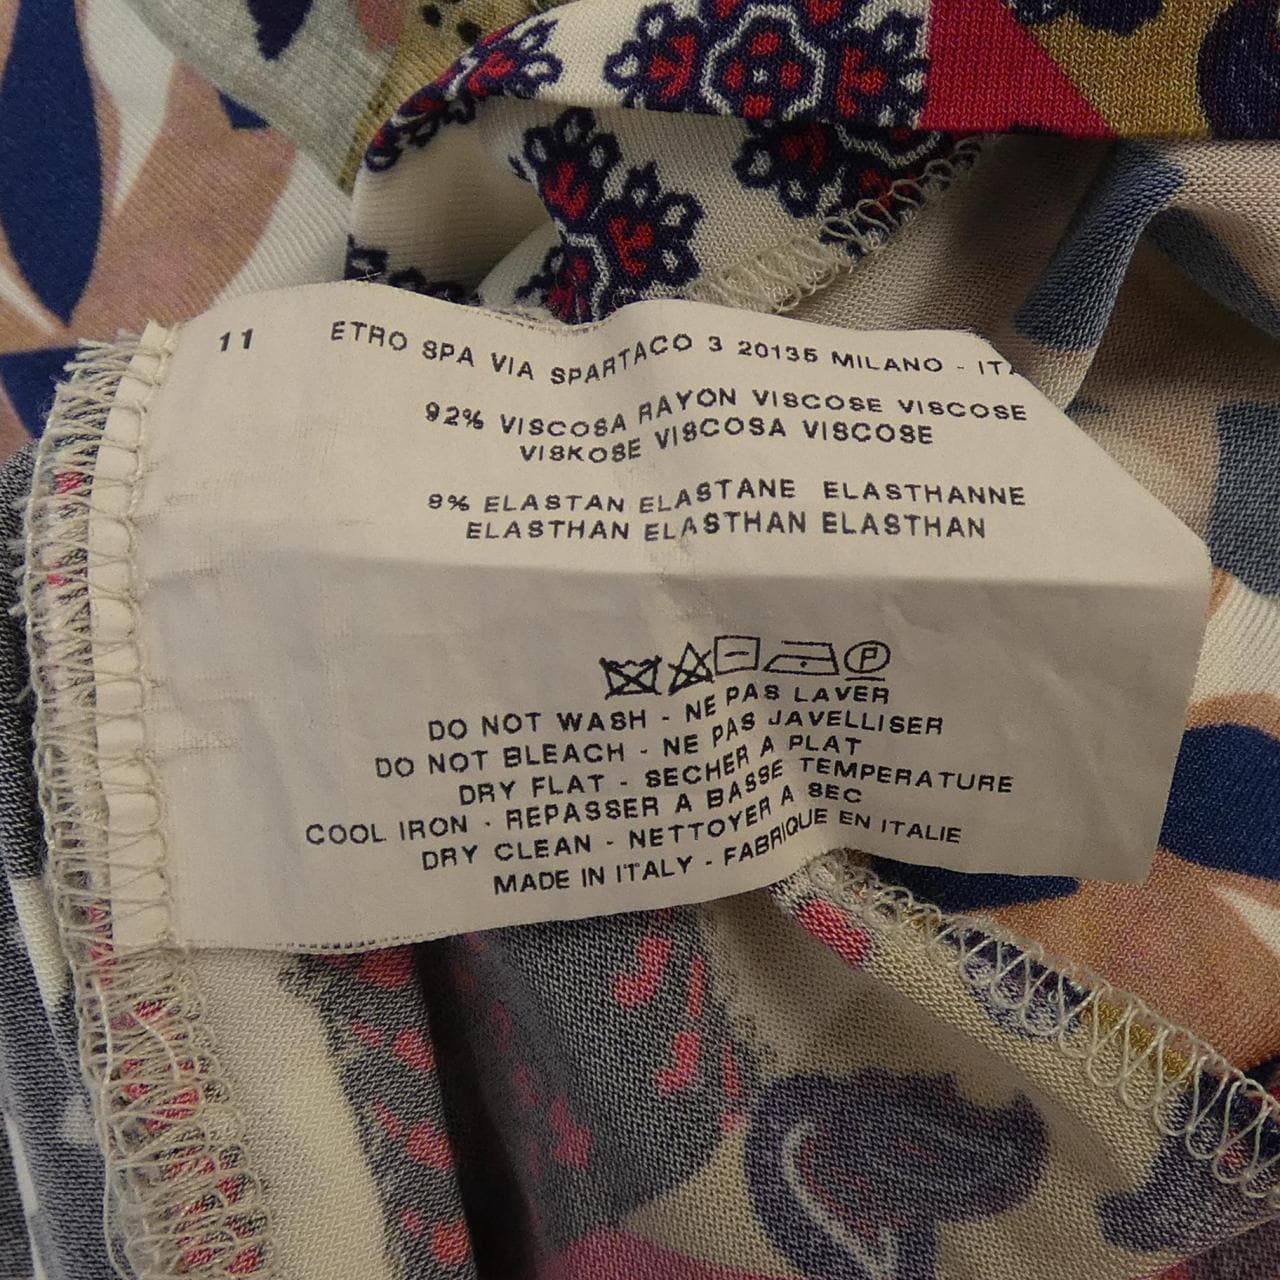 11
ETRO SPA VIA SPARTACO 3 20135 MILANO - IT
92% VISCOSA RAYON VISCOSE VISCOSE
VISKOSE VISCOSA VISCOSE
8% ELASTAN ELASTANE ELASTHANNE
ELASTHAN ELASTHAN ELASTHAN
P
DO NOT WASH - NE PAS LAVER
DO NOT BLEACH - NE PAS JAVELLISER
DRY FLAT - SECHER A PLAT
COOL IRON - REPASSER A BASSE TEMPERATURE
DRY CLEAN - NETTOYER A SEC
MADE IN ITALY - FABRIQUE EN ITALIE